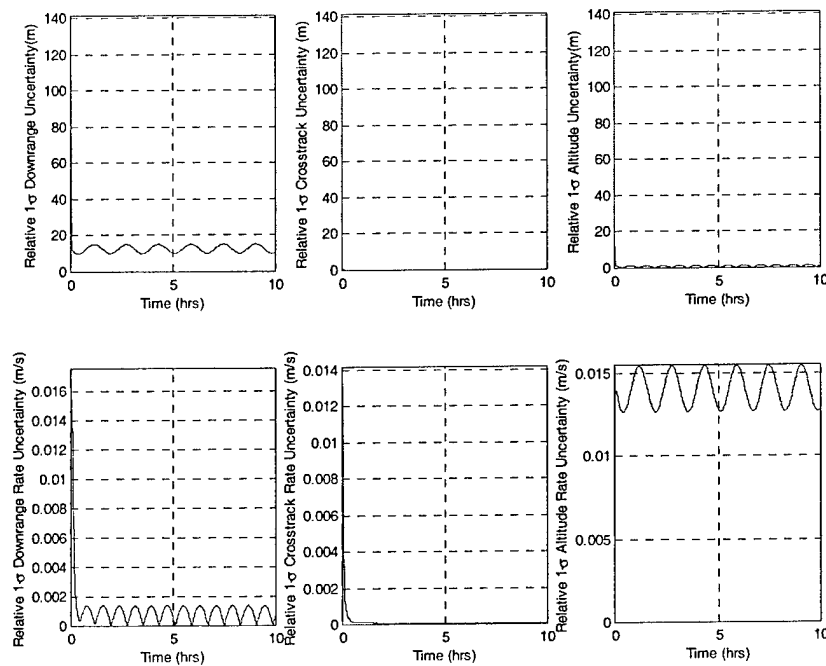 Relative 1-σ Downrange Uncertainty(m)
140
120
100
80
60
40
20
0
0 5 10
Time (hrs)
Relative 1-σ Crosstrack Uncertainty (m)
140
120
100
80
60
40
20
0
0 5 10
Time (hrs)
Relative 1-σ Altitude Uncertainty(m)
140
120
100
80
60
40
20
0
0 5 10
Time (hrs)
Relative 1-σ Downrange Rate Uncertainty (m/s)
0.016
0.014
0.012
0.01
0.008
0.006
0.004
0.002
0
0 5 10
Time (hrs)
Relative 1-σ Crosstrack Rate Uncertainty (m/s)
0.014
0.012
0.01
0.008
0.006
0.004
0.002
0
0 5 10
Time (hrs)
Relative 1-σ Altitude Rate Uncertainty (m/s)
0.015
0.01
0.005
0
0 5 10
Time (hrs)